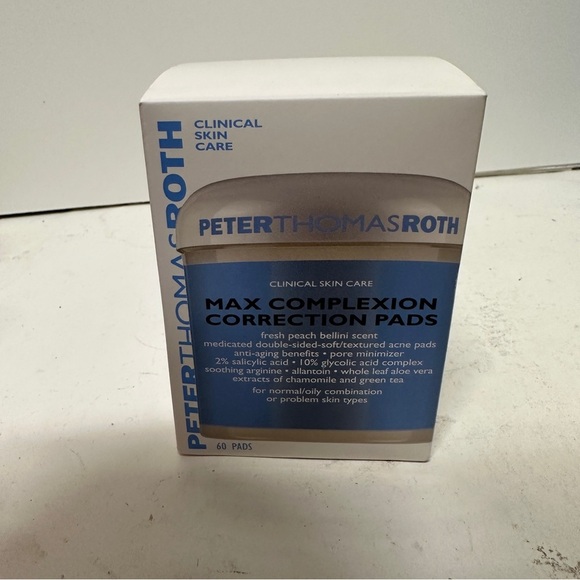 PETERTHOMASROTH
CLINICAL
SKIN
CARE
PETERTHOMASROTH
CLINICAL SKIN CARE
MAX COMPLEXION
CORRECTION PADS
fresh peach bellini scent
medicated double-sided-soft/textured acne pads
anti-aging benefits • pore minimizer
2% salicylic acid • 10% glycolic acid complex
soothing arginine • allantoin • whole leaf aloe vera
extracts of chamomile and green tea
for normal/oily combination
or problem skin types
60 PADS